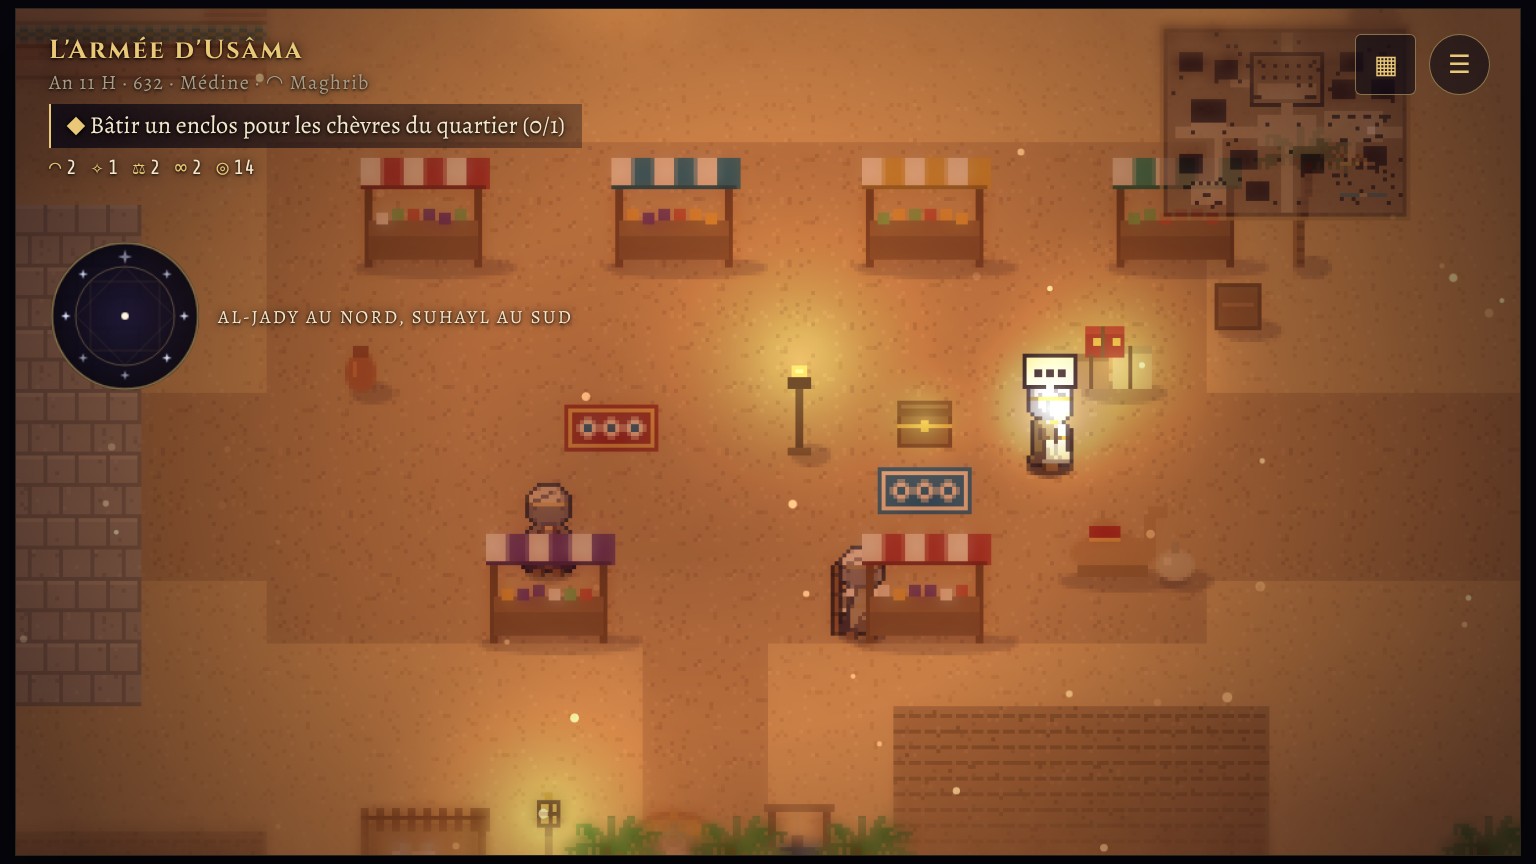 L'Armée d'Usâma
An 11 H · 632 · Médine · ◠ Maghrib
◆ Bâtir un enclos pour les chèvres du quartier (0/1)
◠ 2 ✧ 1 ⚖ 2 ∞ 2 ◎ 14
AL-JADY AU NORD, SUHAYL AU SUD